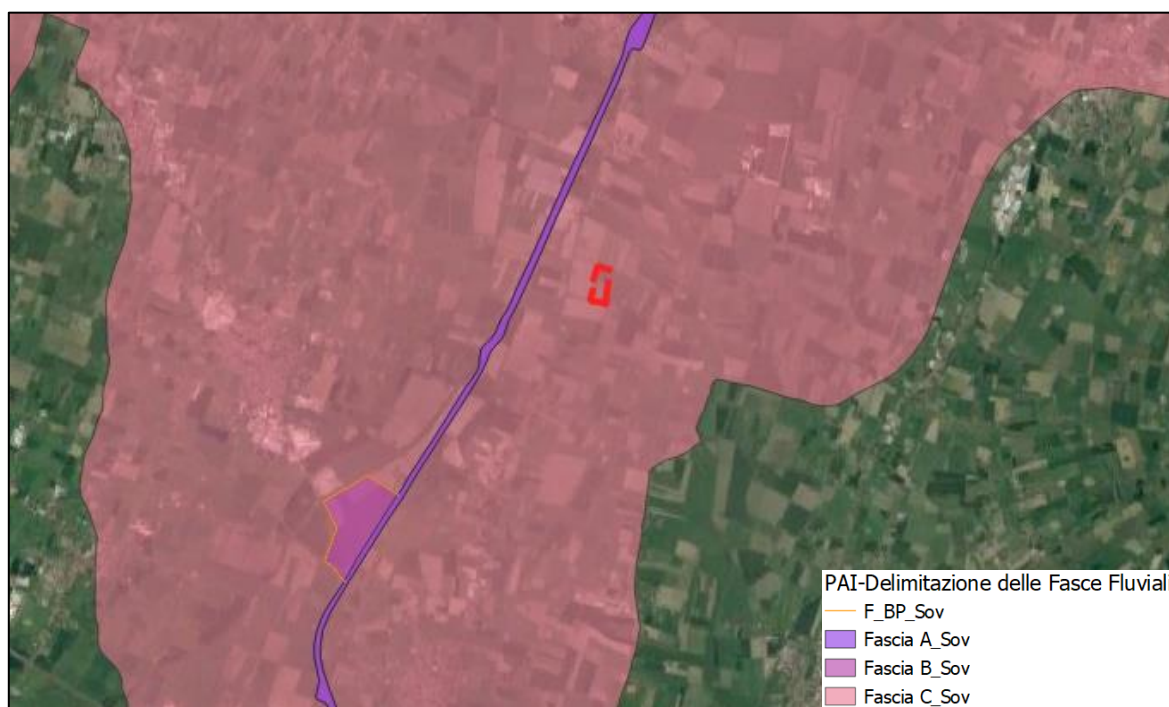 PAI-Delimitazione delle Fasce Fluviali
F_BP_Sov
Fascia A_Sov
Fascia B_Sov
Fascia C_Sov